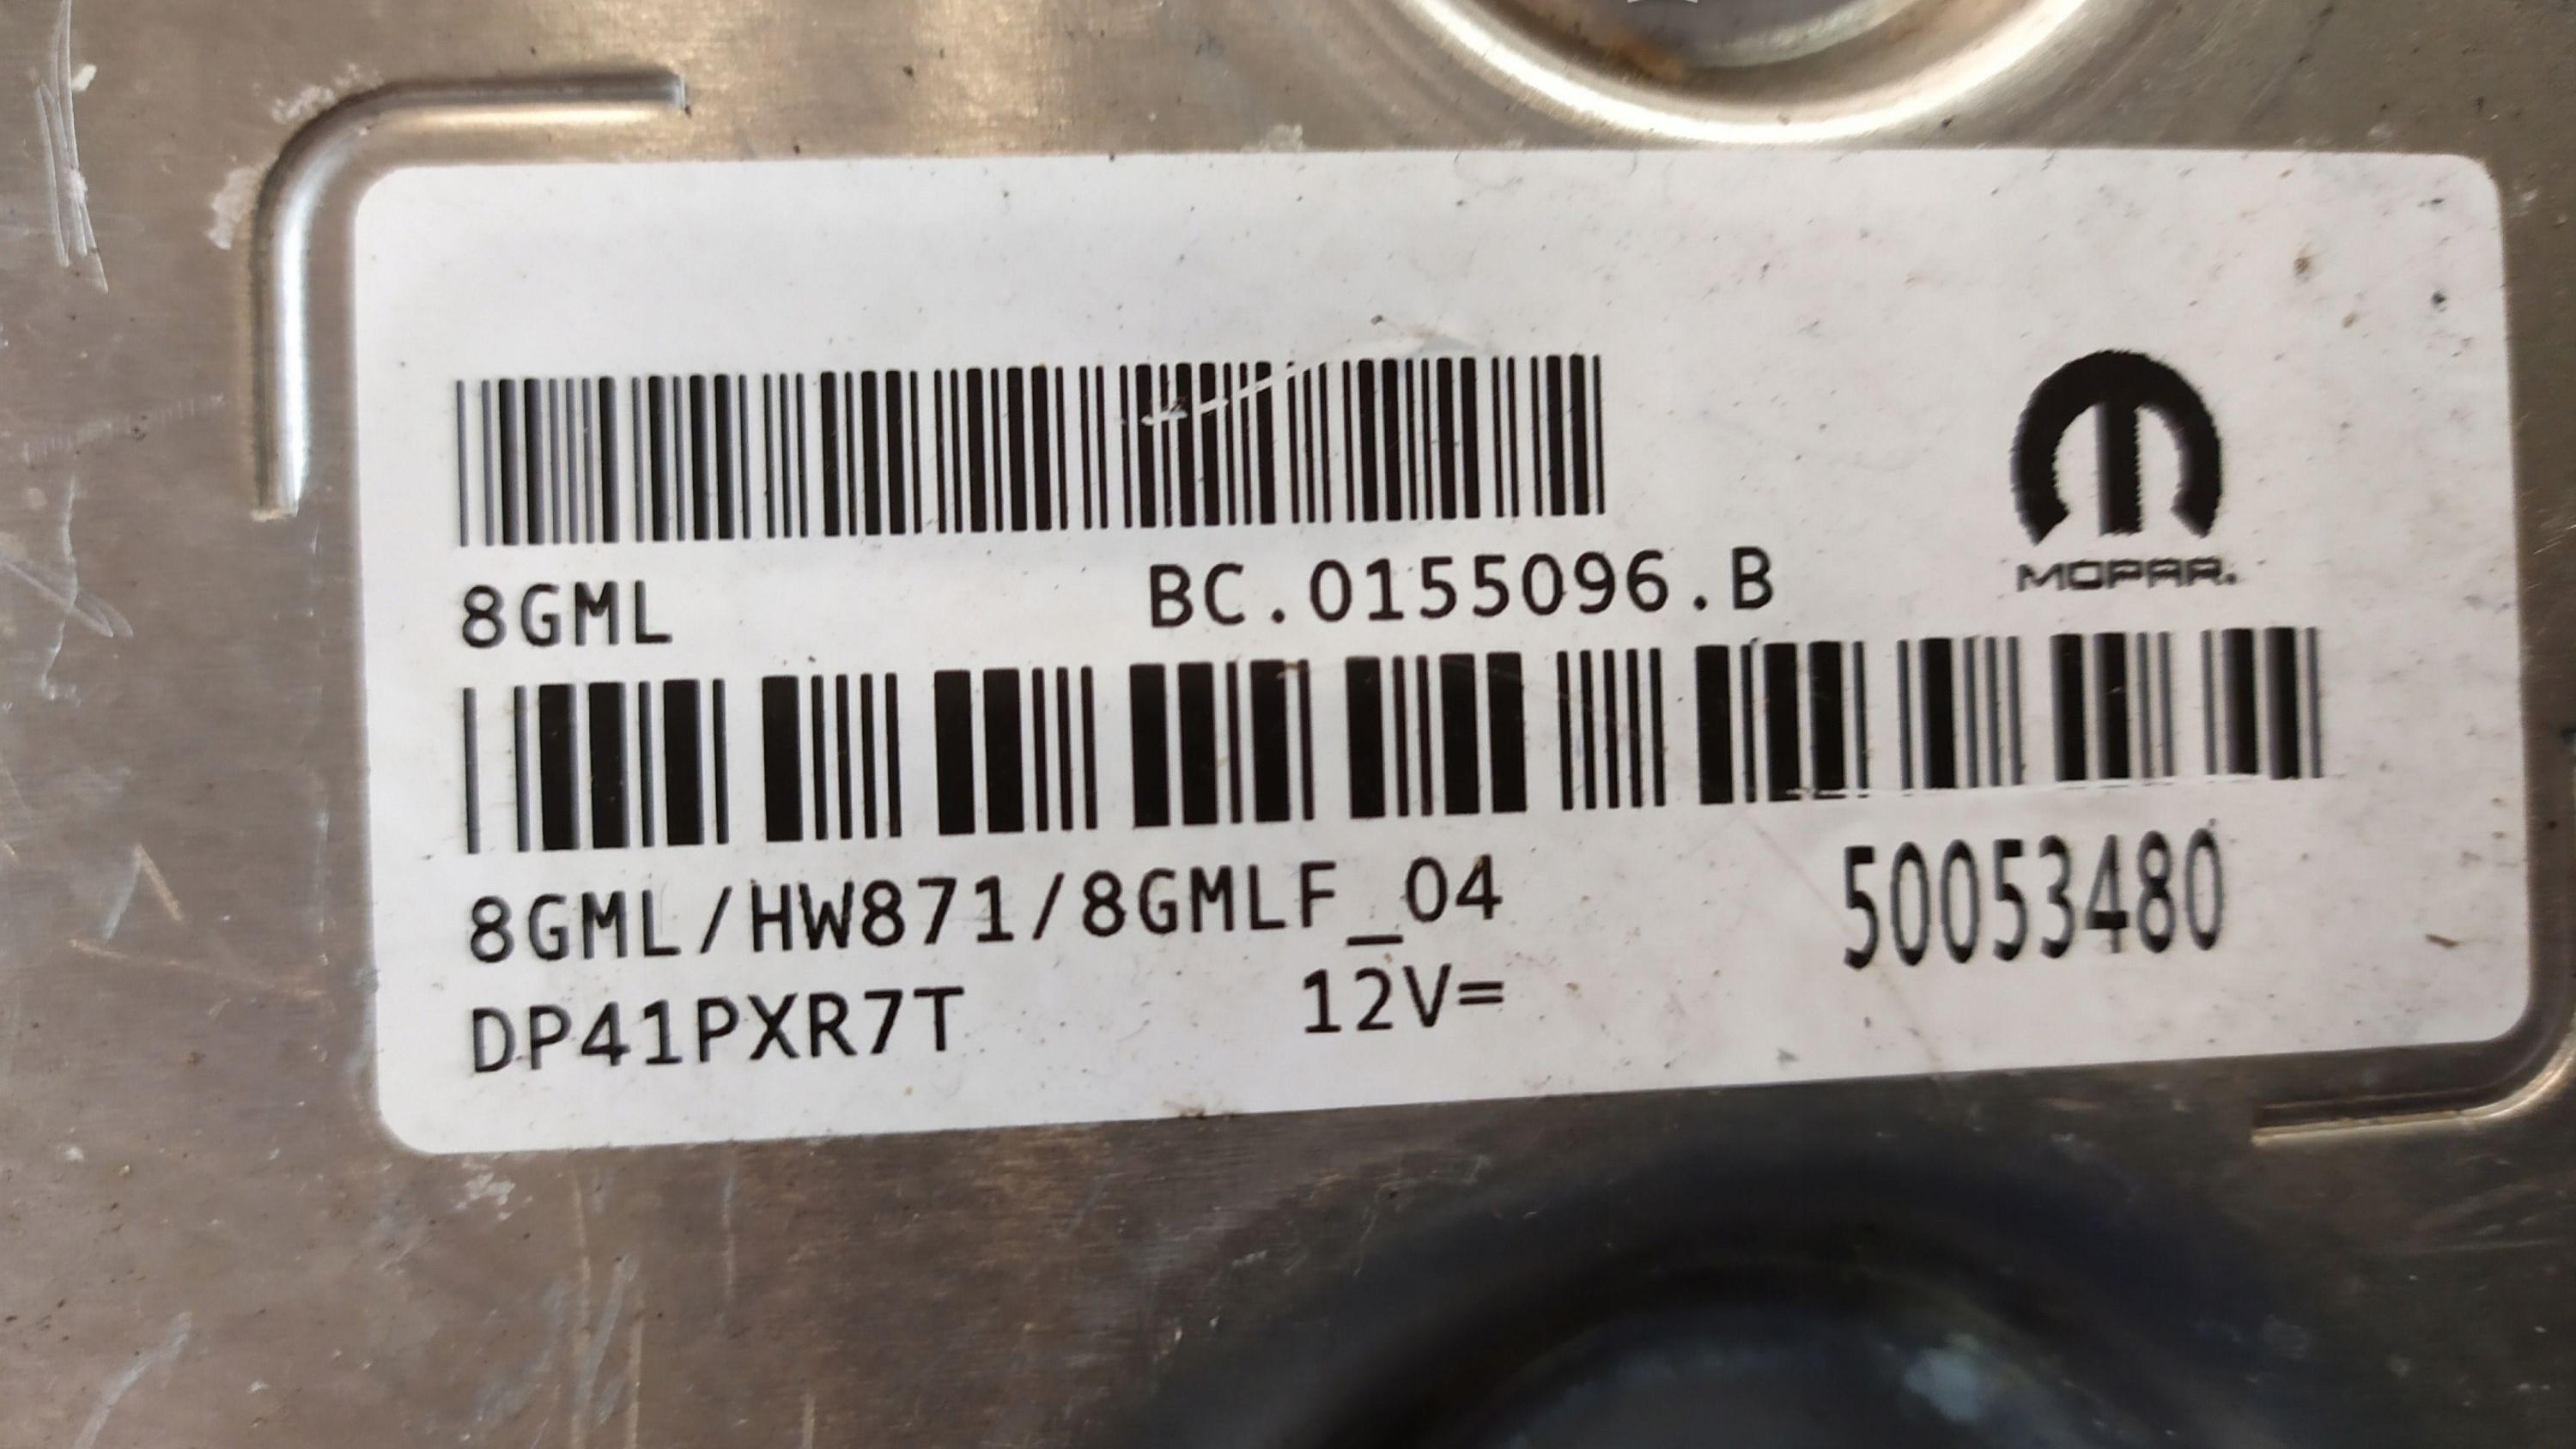 8GML BC.0155096.B
MOPAR.
8GML/HW871/8GMLF_04 50053480
DP41PXR7T 12V=